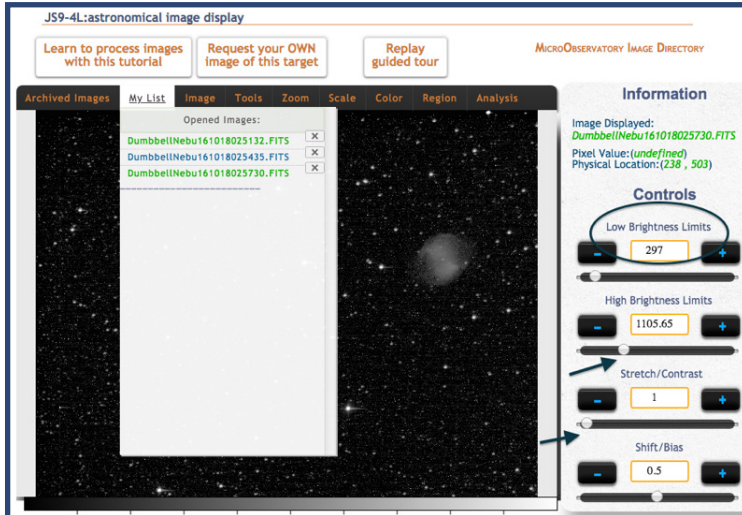 JS9-4L:astronomical image display
Learn to process images
with this tutorial
Request your OWN
image of this target
Replay
guided tour
MicroObservatory Image Directory
Archived Images My List Image Tools Zoom Scale Color Region Analysis
Opened Images:
DumbbellNebu161018025132.FITS X
DumbbellNebu161018025435.FITS X
DumbbellNebu161018025730.FITS X
Information
Image Displayed:
DumbbellNebu161018025730.FITS
Pixel Value:(undefined)
Physical Location:(238 , 503)
Controls
Low Brightness Limits
- 297 +
High Brightness Limits
- 1105.65 +
Stretch/Contrast
- 1 +
Shift/Bias
- 0.5 +